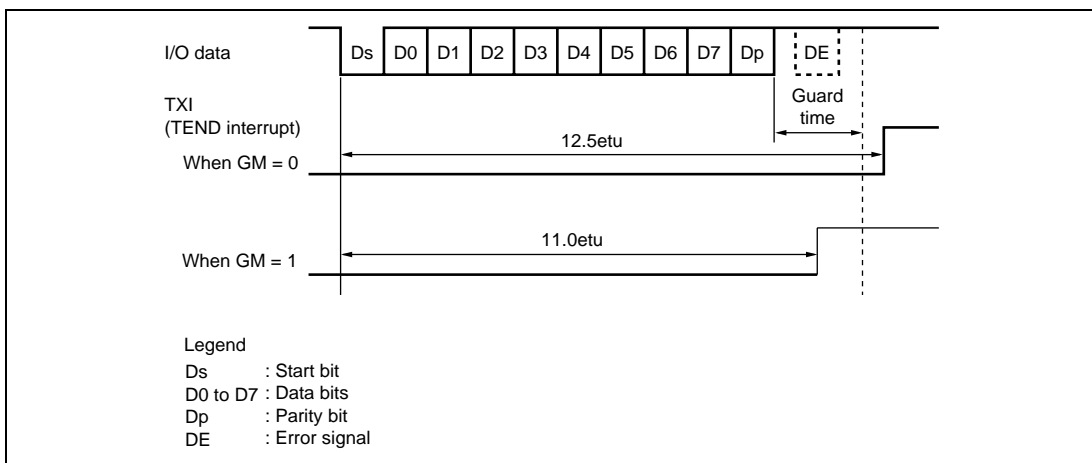 I/O data
Ds D0 D1 D2 D3 D4 D5 D6 D7 Dp DE
Guard
time
TXI
(TEND interrupt)
12.5etu
When GM = 0
11.0etu
When GM = 1
Legend
Ds : Start bit
D0 to D7 : Data bits
Dp : Parity bit
DE : Error signal